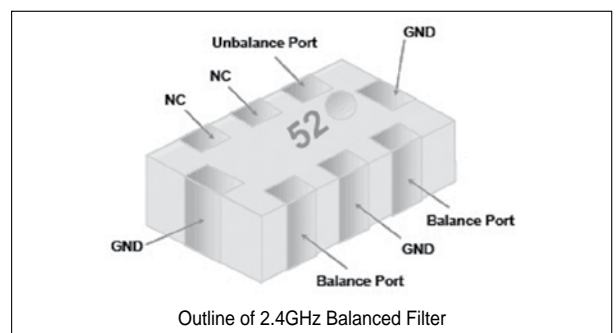 Unbalance Port
GND
NC
NC
52
Balance Port
GND
GND
Balance Port
Outline of 2.4GHz Balanced Filter